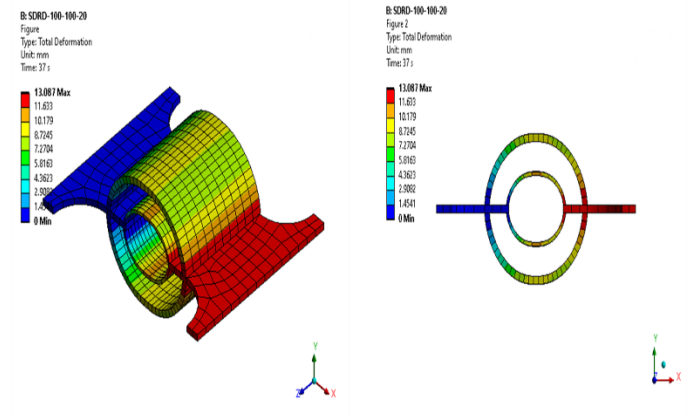 B: SDRD-100-100-20
Figure
Type: Total Deformation
Unit: mm
Time: 37 s
13.087 Max
11.633
10.179
8.7245
7.2704
5.8163
4.3623
2.9082
1.4541
0 Min
Y
Z
X
B: SDRD-100-100-20
Figure 2
Type: Total Deformation
Unit: mm
Time: 37 s
13.087 Max
11.633
10.179
8.7245
7.2704
5.8163
4.3623
2.9082
1.4541
0 Min
Y
Z
X